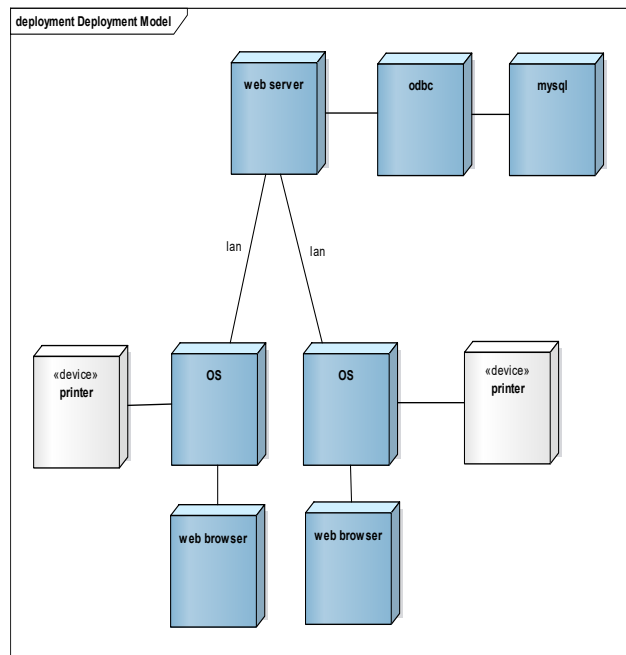 deployment Deployment Model
web server
odbc
mysql
lan
lan
«device»
printer
OS
OS
«device»
printer
web browser
web browser